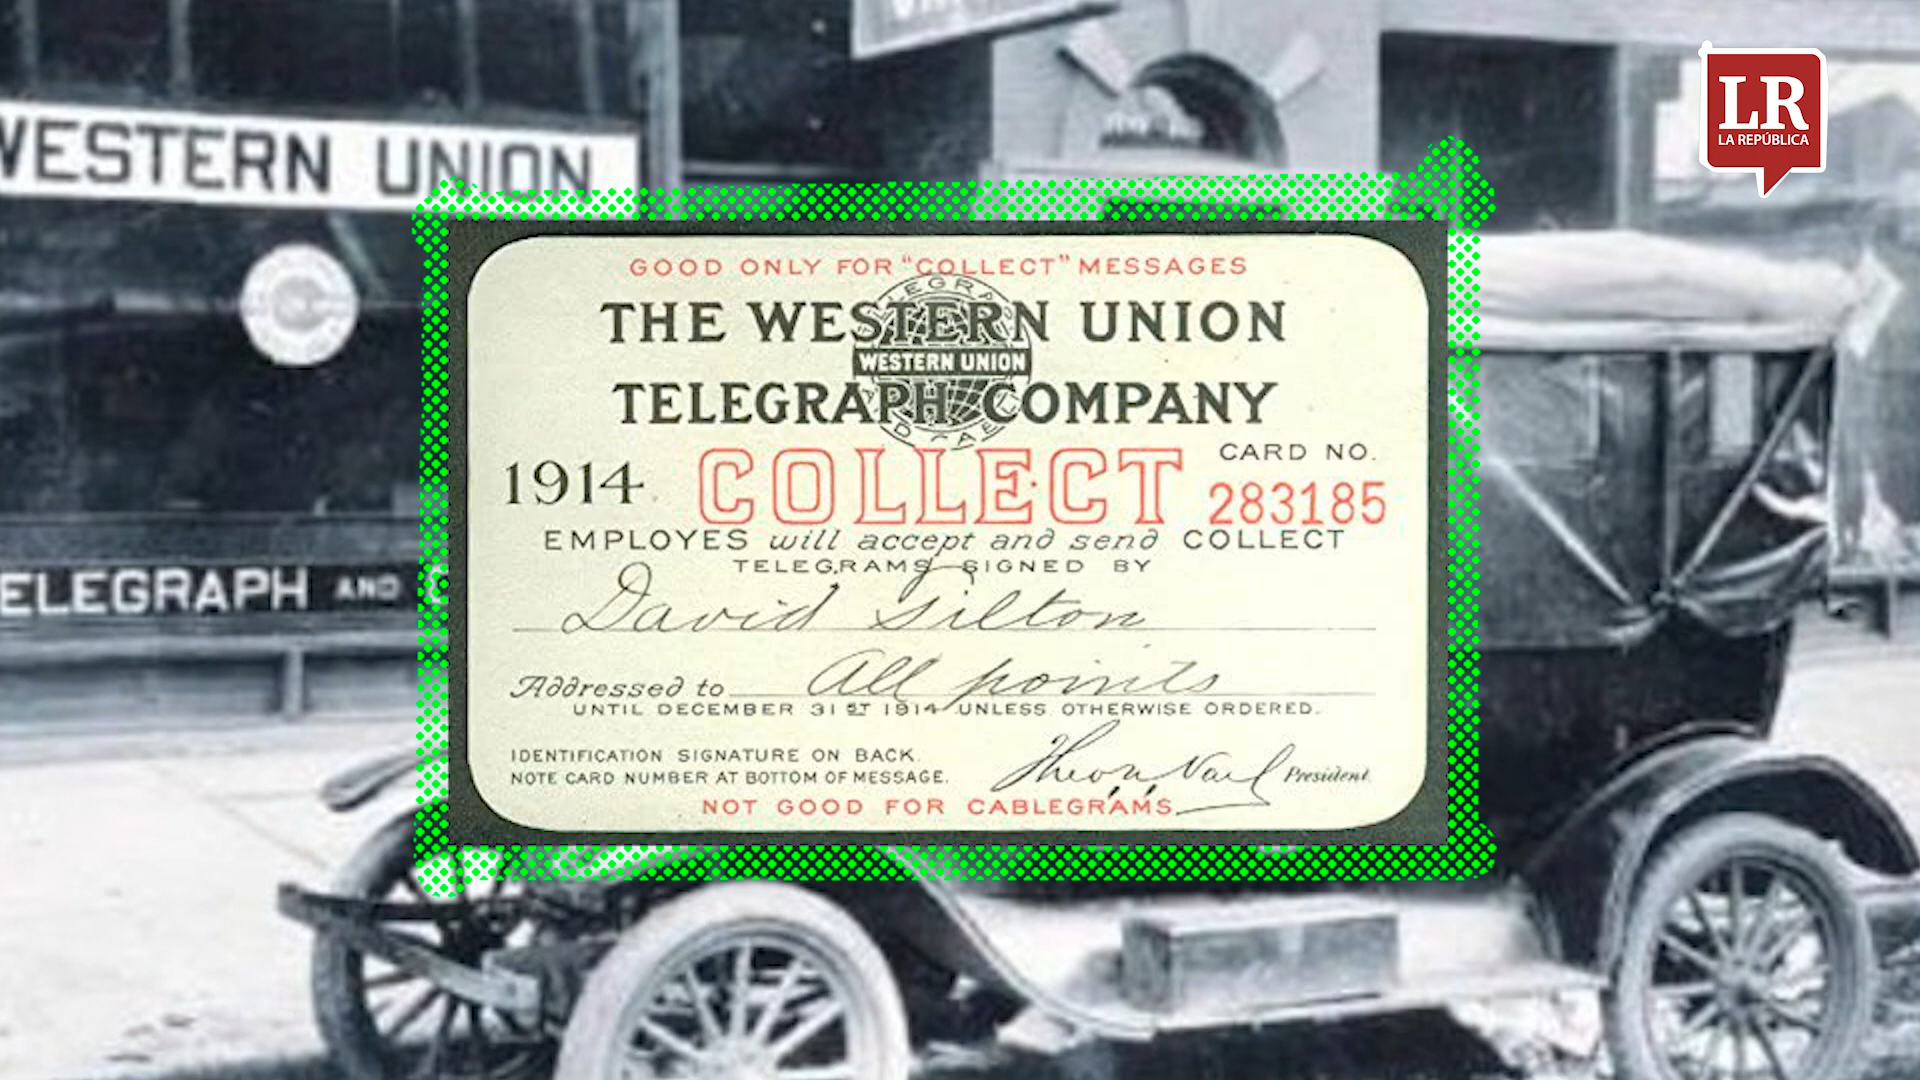 WESTERN UNION
LR
LA REPÚBLICA
GOOD ONLY FOR "COLLECT" MESSAGES
THE WESTERN UNION
WESTERN UNION
TELEGRAPH COMPANY
1914 COLLECT CARD NO. 283185
EMPLOYES will accept and send COLLECT
TELEGRAMS SIGNED BY
David Silton
Addressed to All points
UNTIL DECEMBER 31ST 1914 UNLESS OTHERWISE ORDERED.
IDENTIFICATION SIGNATURE ON BACK.
NOTE CARD NUMBER AT BOTTOM OF MESSAGE.
Theo N Vail President.
NOT GOOD FOR CABLEGRAMS
ELEGRAPH AND